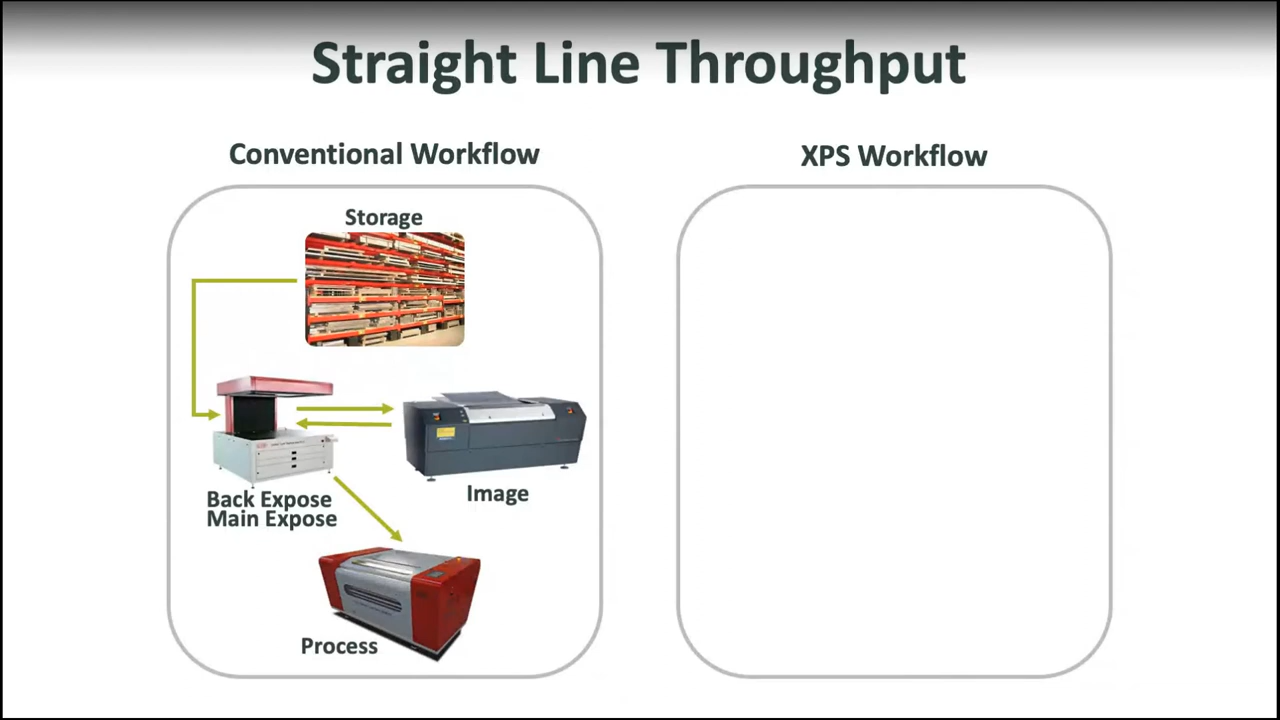 Straight Line Throughput
Conventional Workflow
Storage
Back Expose
Main Expose
Image
Process
XPS Workflow